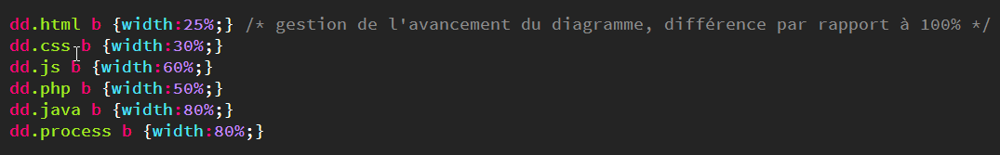 dd.html b {width:25%;} /* gestion de l'avancement du diagramme, différence par rapport à 100% */
dd.css b {width:30%;}
dd.js b {width:60%;}
dd.php b {width:50%;}
dd.java b {width:80%;}
dd.process b {width:80%;}